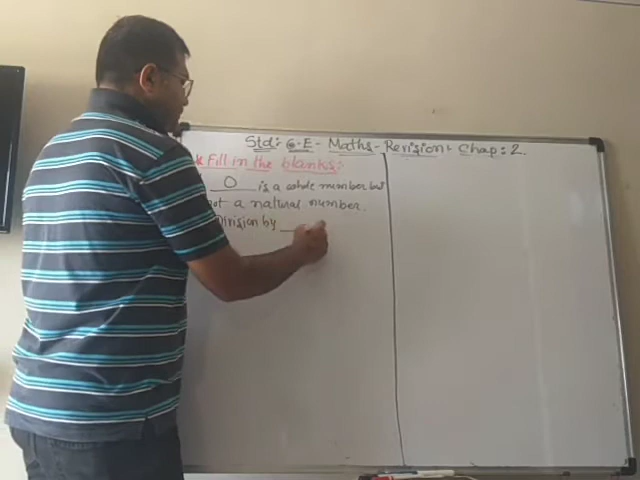 Std: 6-E - Maths - Revision: Chap: 2.
Fill in the blanks:
0 is a whole number but
not a natural number.
Division by